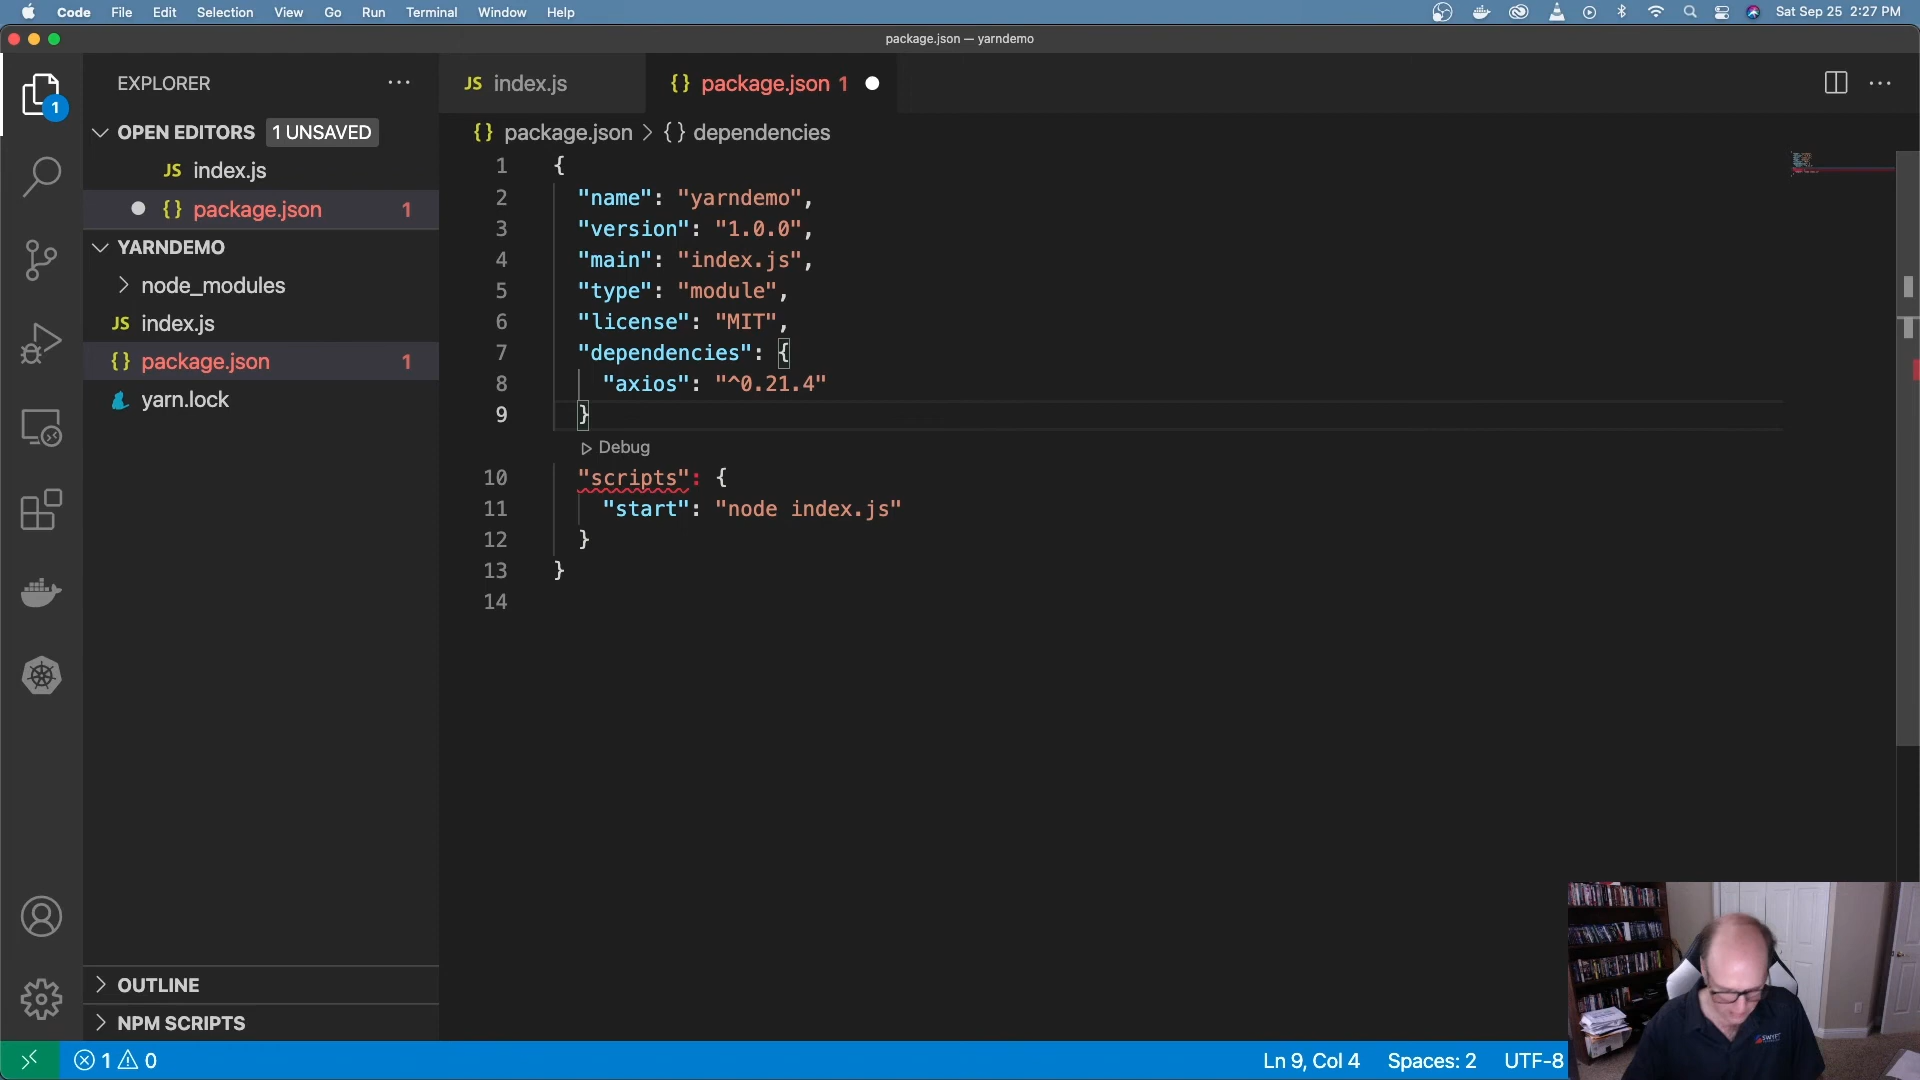 Code File Edit Selection View Go Run Terminal Window Help Sat Sep 25 2:27 PM
package.json — yarndemo
EXPLORER ···
JS index.js
{} package.json 1
1
OPEN EDITORS 1 UNSAVED
{} package.json > {} dependencies
JS index.js
{} package.json 1
YARNDEMO
node_modules
JS index.js
{} package.json 1
yarn.lock
1 {
2 "name": "yarndemo",
3 "version": "1.0.0",
4 "main": "index.js",
5 "type": "module",
6 "license": "MIT",
7 "dependencies": {
8 "axios": "^0.21.4"
9 }
Debug
10 "scripts": {
11 "start": "node index.js"
12 }
13 }
14
OUTLINE
NPM SCRIPTS
1 0 Ln 9, Col 4 Spaces: 2 UTF-8